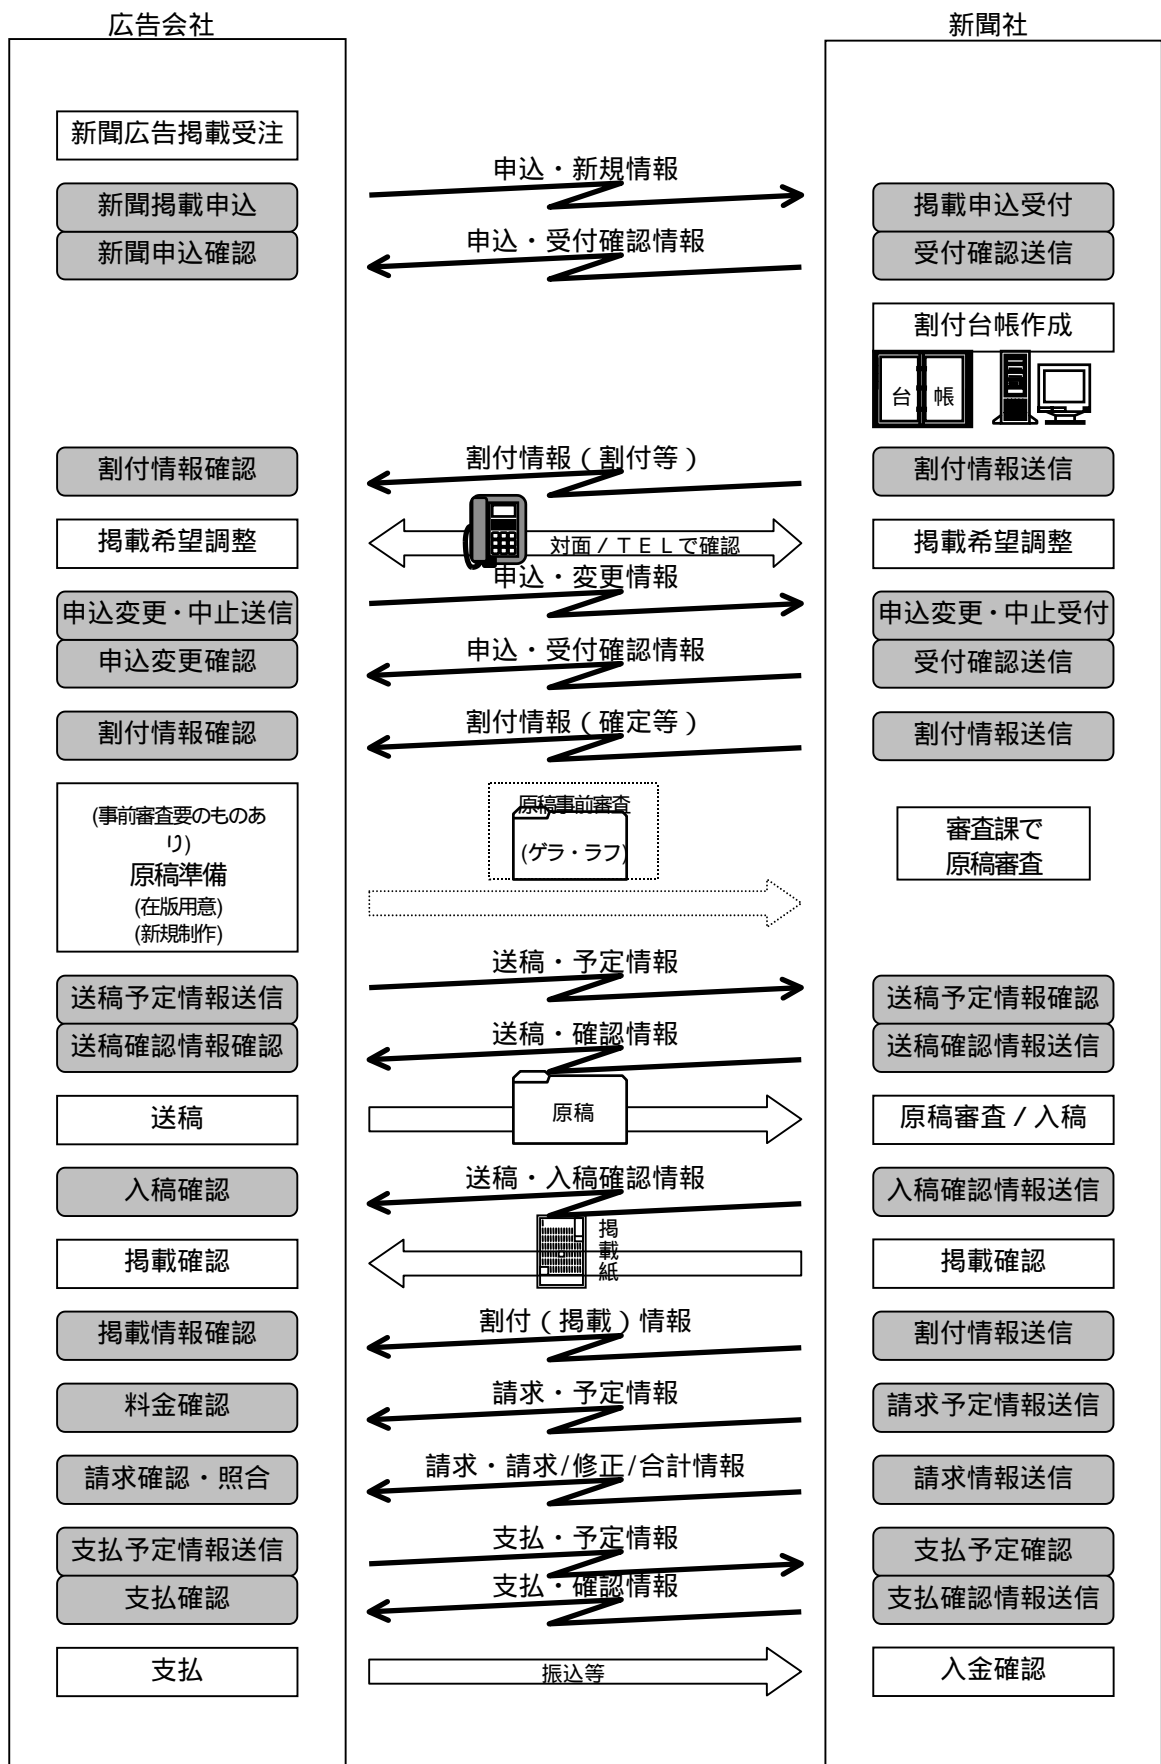 広告会社
新聞社
新聞広告掲載受注
申込・新規情報
新聞掲載申込
掲載申込受付
申込・受付確認情報
新聞申込確認
受付確認送信
割付台帳作成
台 帳
割付情報(割付等)
割付情報確認
割付情報送信
掲載希望調整
対面/TELで確認
掲載希望調整
申込・変更情報
申込変更・中止送信
申込変更・中止受付
申込・受付確認情報
申込変更確認
受付確認送信
割付情報(確定等)
割付情報確認
割付情報送信
(事前審査要のものあ
り)
原稿準備
(在版用意)
(新規制作)
原稿事前審査
(ゲラ・ラフ)
審査課で
原稿審査
送稿・予定情報
送稿予定情報送信
送稿予定情報確認
送稿・確認情報
送稿確認情報確認
送稿確認情報送信
送稿
原稿
原稿審査/入稿
送稿・入稿確認情報
入稿確認
入稿確認情報送信
掲載確認
掲載紙
掲載確認
割付(掲載)情報
掲載情報確認
割付情報送信
請求・予定情報
料金確認
請求予定情報送信
請求・請求/修正/合計情報
請求確認・照合
請求情報送信
支払・予定情報
支払予定情報送信
支払予定確認
支払・確認情報
支払確認
支払確認情報送信
支払
振込等
入金確認